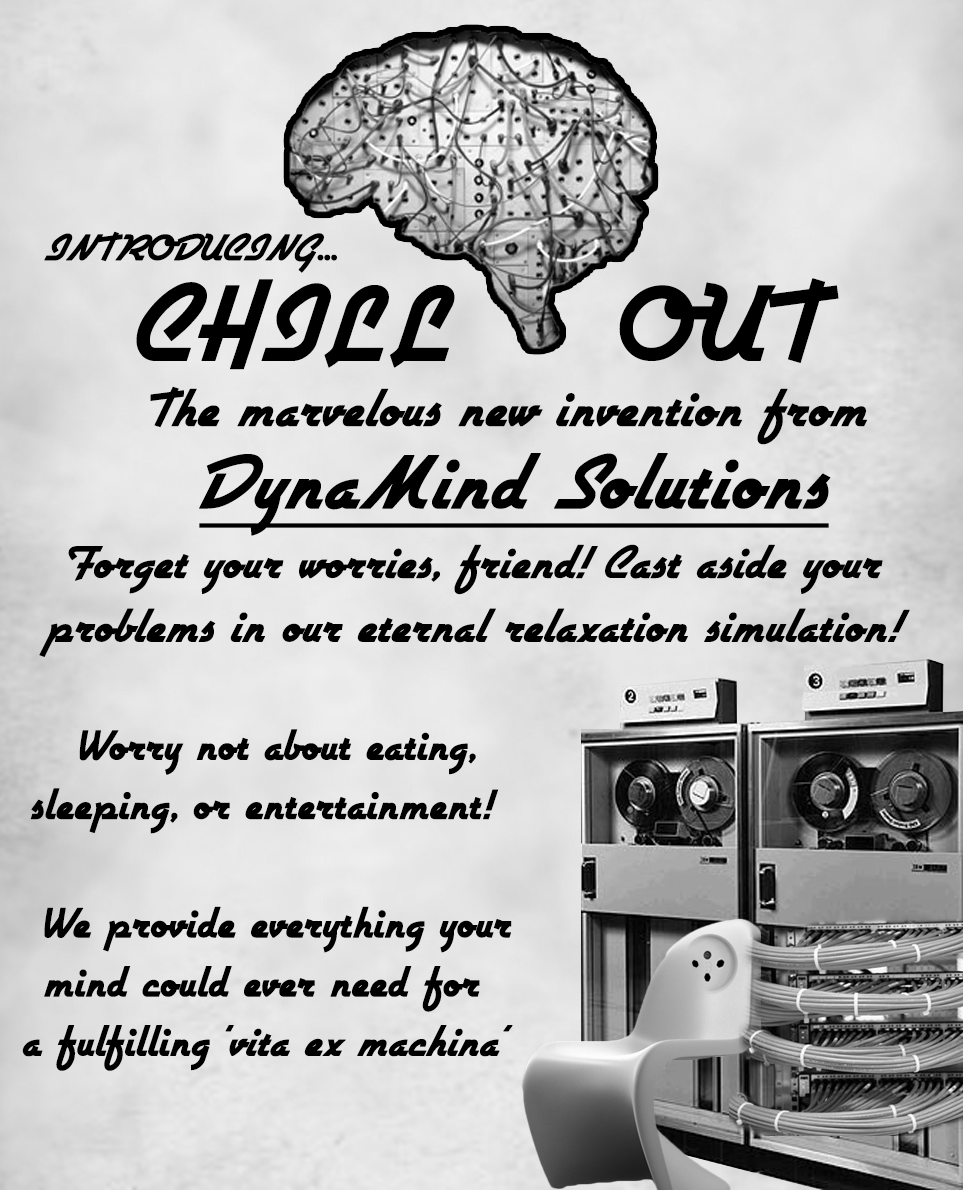 INTRODUCING...
CHILL OUT
The marvelous new invention from
DynaMind Solutions
Forget your worries, friend! Cast aside your
problems in our eternal relaxation simulation!
Worry not about eating,
sleeping, or entertainment!
We provide everything your
mind could ever need for
a fulfilling 'vita ex machina'
2
3